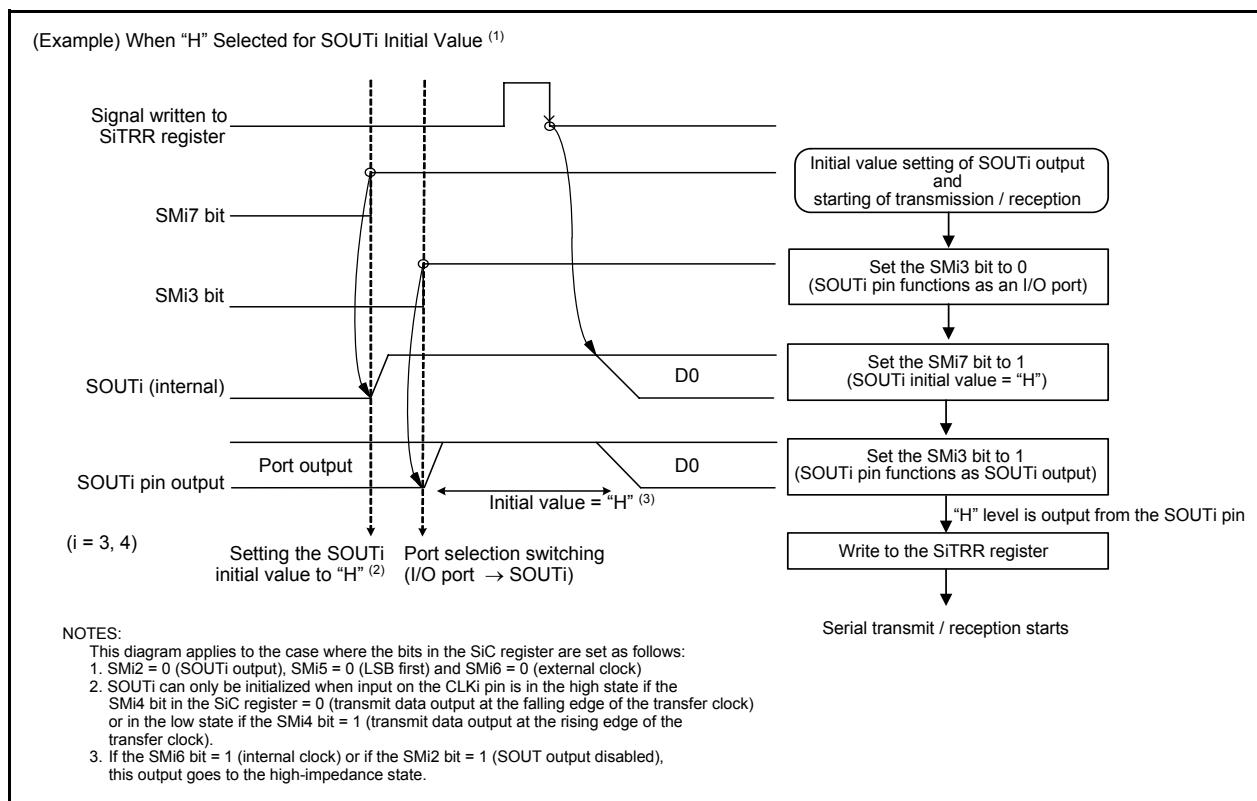 (Example) When “H” Selected for SOUTi Initial Value (1)
Signal written to
SiTRR register
SMi7 bit
SMi3 bit
SOUTi (internal)
D0
Port output
SOUTi pin output
D0
Initial value = “H” (3)
(i = 3, 4)
Setting the SOUTi
initial value to “H” (2)
Port selection switching
(I/O port → SOUTi)
Initial value setting of SOUTi output
and
starting of transmission / reception
Set the SMi3 bit to 0
(SOUTi pin functions as an I/O port)
Set the SMi7 bit to 1
(SOUTi initial value = “H”)
Set the SMi3 bit to 1
(SOUTi pin functions as SOUTi output)
“H” level is output from the SOUTi pin
Write to the SiTRR register
Serial transmit / reception starts
NOTES:
This diagram applies to the case where the bits in the SiC register are set as follows:
1. SMi2 = 0 (SOUTi output), SMi5 = 0 (LSB first) and SMi6 = 0 (external clock)
2. SOUTi can only be initialized when input on the CLKi pin is in the high state if the
SMi4 bit in the SiC register = 0 (transmit data output at the falling edge of the transfer clock)
or in the low state if the SMi4 bit = 1 (transmit data output at the rising edge of the
transfer clock).
3. If the SMi6 bit = 1 (internal clock) or if the SMi2 bit = 1 (SOUT output disabled),
this output goes to the high-impedance state.